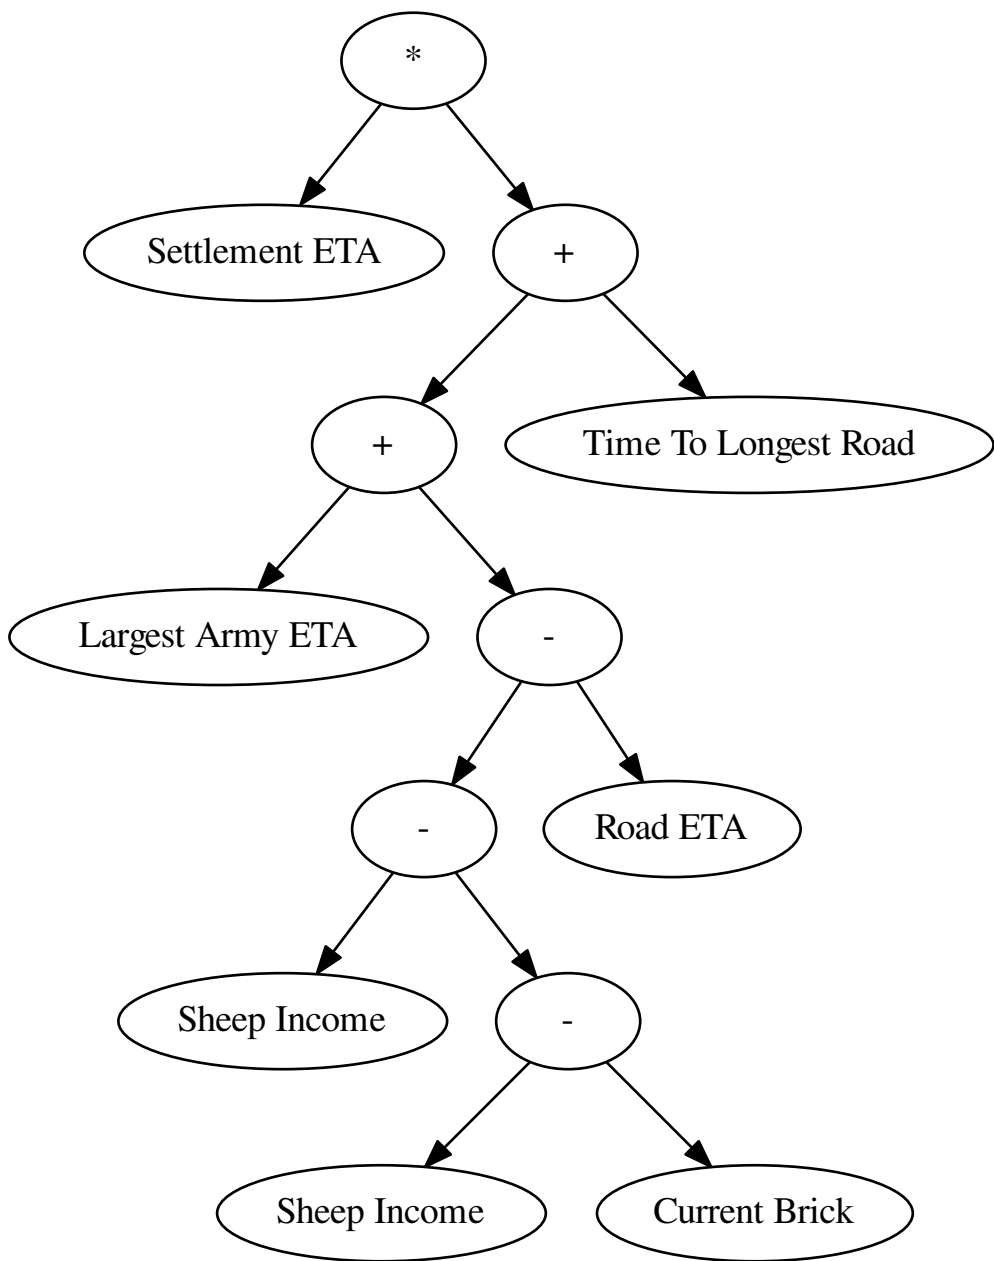 *
Settlement ETA
+
+
Time To Longest Road
Largest Army ETA
-
-
Road ETA
Sheep Income
-
Sheep Income
Current Brick